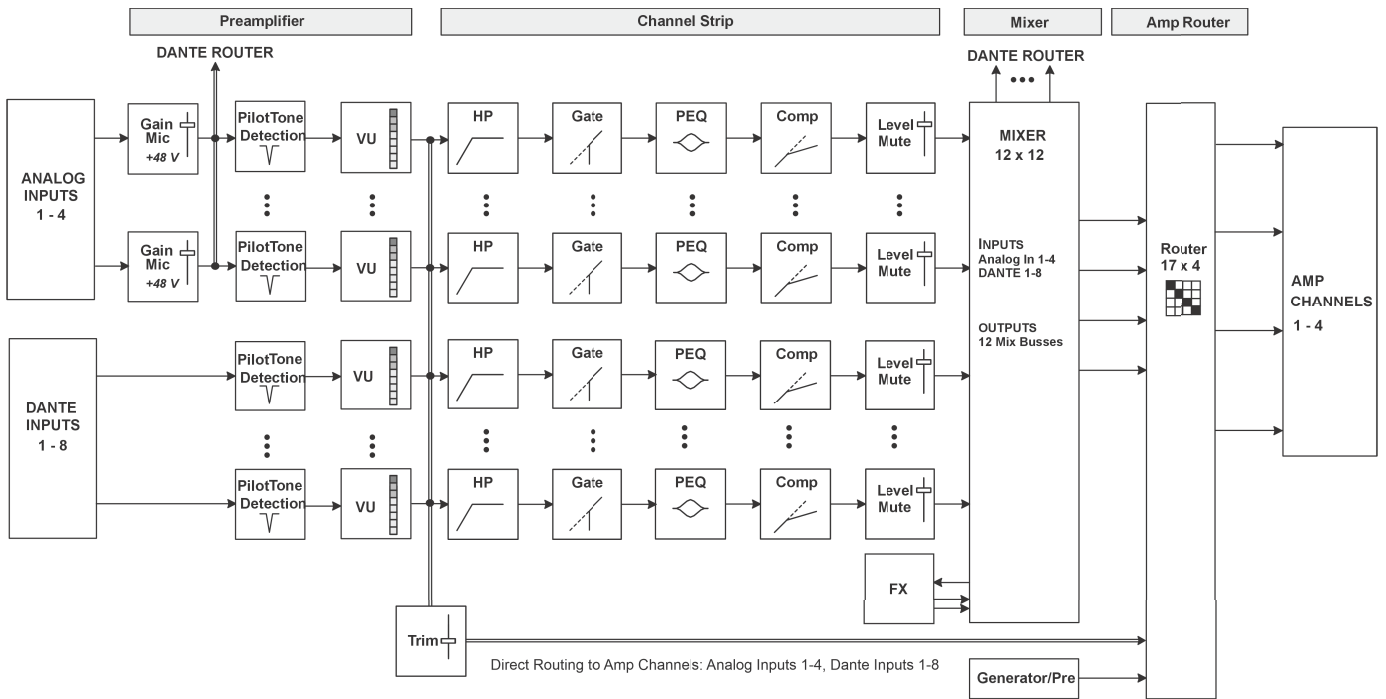 Preamplifier
Channel Strip
Mixer
Amp Router
DANTE ROUTER
DANTE ROUTER
ANALOG
INPUTS
1 - 4
Gain
Mic
+48 V
PilotTone
Detection
VU
HP
Gate
PEQ
Comp
Level
Mute
MIXER
12 x 12
Gain
Mic
+48 V
PilotTone
Detection
VU
HP
Gate
PEQ
Comp
Level
Mute
INPUTS
Analog In 1-4
DANTE 1-8
OUTPUTS
12 Mix Busses
Router
17 x 4
AMP
CHANNELS
1 - 4
DANTE
INPUTS
1 - 8
PilotTone
Detection
VU
HP
Gate
PEQ
Comp
Level
Mute
PilotTone
Detection
VU
HP
Gate
PEQ
Comp
Level
Mute
FX
Trim
Direct Routing to Amp Channels: Analog Inputs 1-4, Dante Inputs 1-8
Generator/Pre